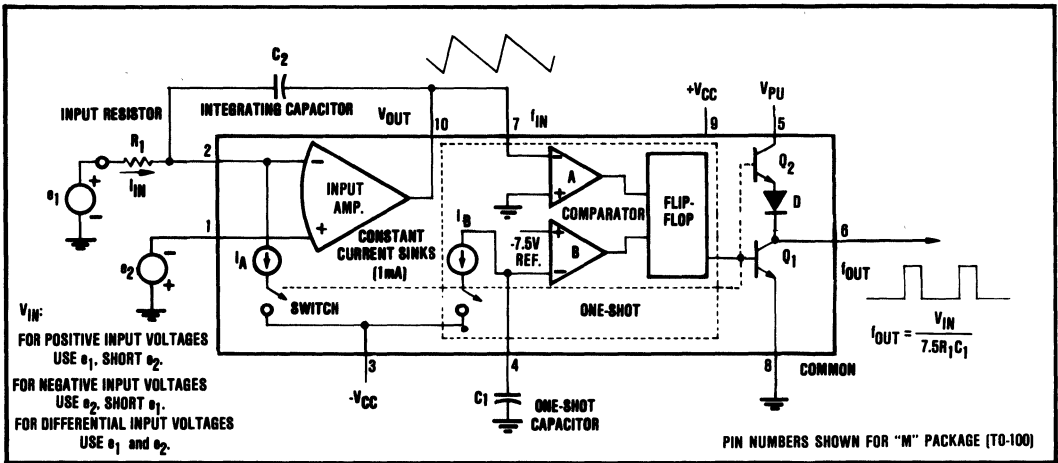 C2
INTEGRATING CAPACITOR
INPUT RESISTOR
R1
IIN
e1
+
−
2
1
e2
−
+
VOUT
10
fIN
7
+VCC
9
VPU
5
−
+
INPUT
AMP.
CONSTANT
CURRENT SINKS
(1mA)
IA
SWITCH
IB
−
+
A
COMPARATOR
-7.5V
REF.
+
−
B
FLIP-
FLOP
ONE-SHOT
Q2
D
Q1
6
fOUT
fOUT = VIN
7.5R1C1
3
-VCC
4
C1
ONE-SHOT
CAPACITOR
8
COMMON
VIN:
FOR POSITIVE INPUT VOLTAGES
USE e1, SHORT e2.
FOR NEGATIVE INPUT VOLTAGES
USE e2, SHORT e1.
FOR DIFFERENTIAL INPUT VOLTAGES
USE e1 and e2.
PIN NUMBERS SHOWN FOR "M" PACKAGE (TO-100)